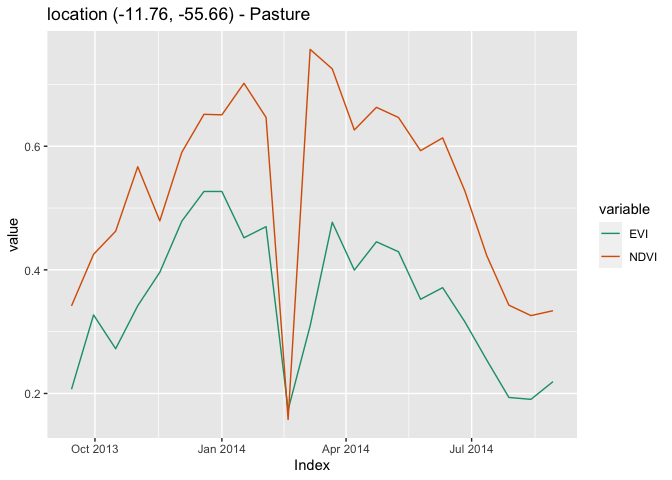 location (-11.76, -55.66) - Pasture
0.6
0.4
0.2
value
Oct 2013
Jan 2014
Apr 2014
Jul 2014
Index
variable
EVI
NDVI